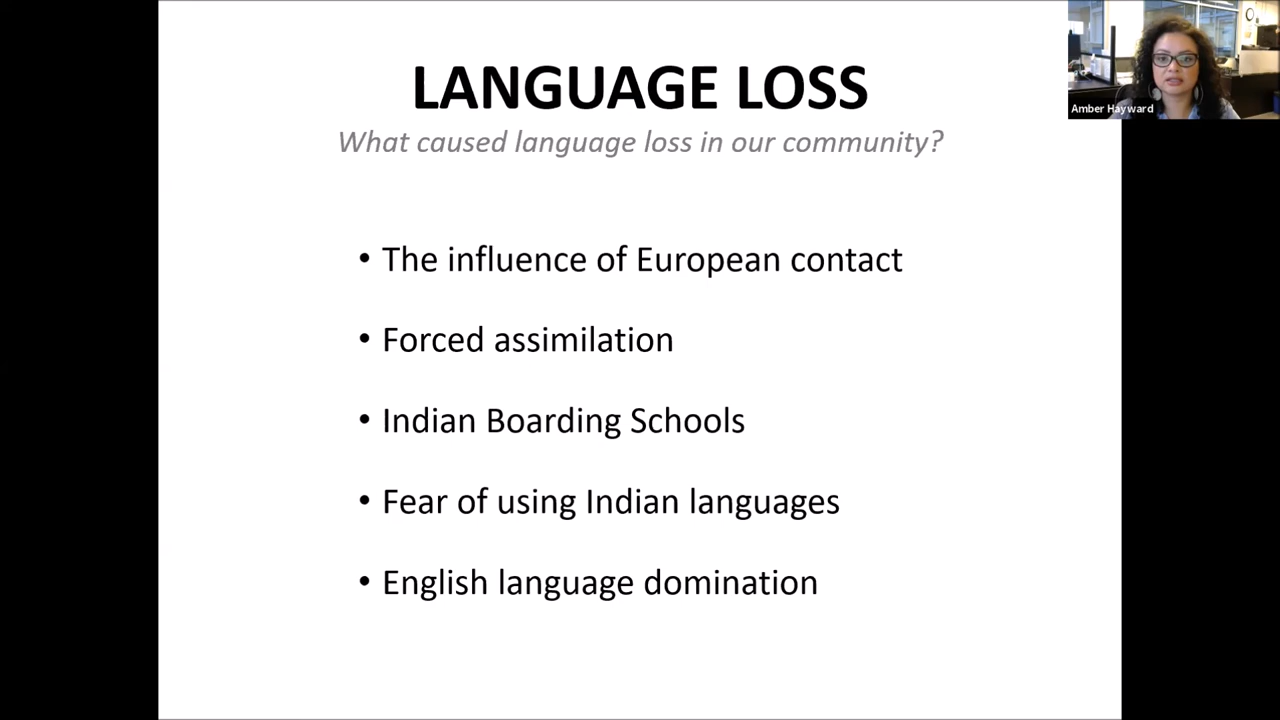 LANGUAGE LOSS
What caused language loss in our community?
• The influence of European contact
• Forced assimilation
• Indian Boarding Schools
• Fear of using Indian languages
• English language domination
Amber Hayward